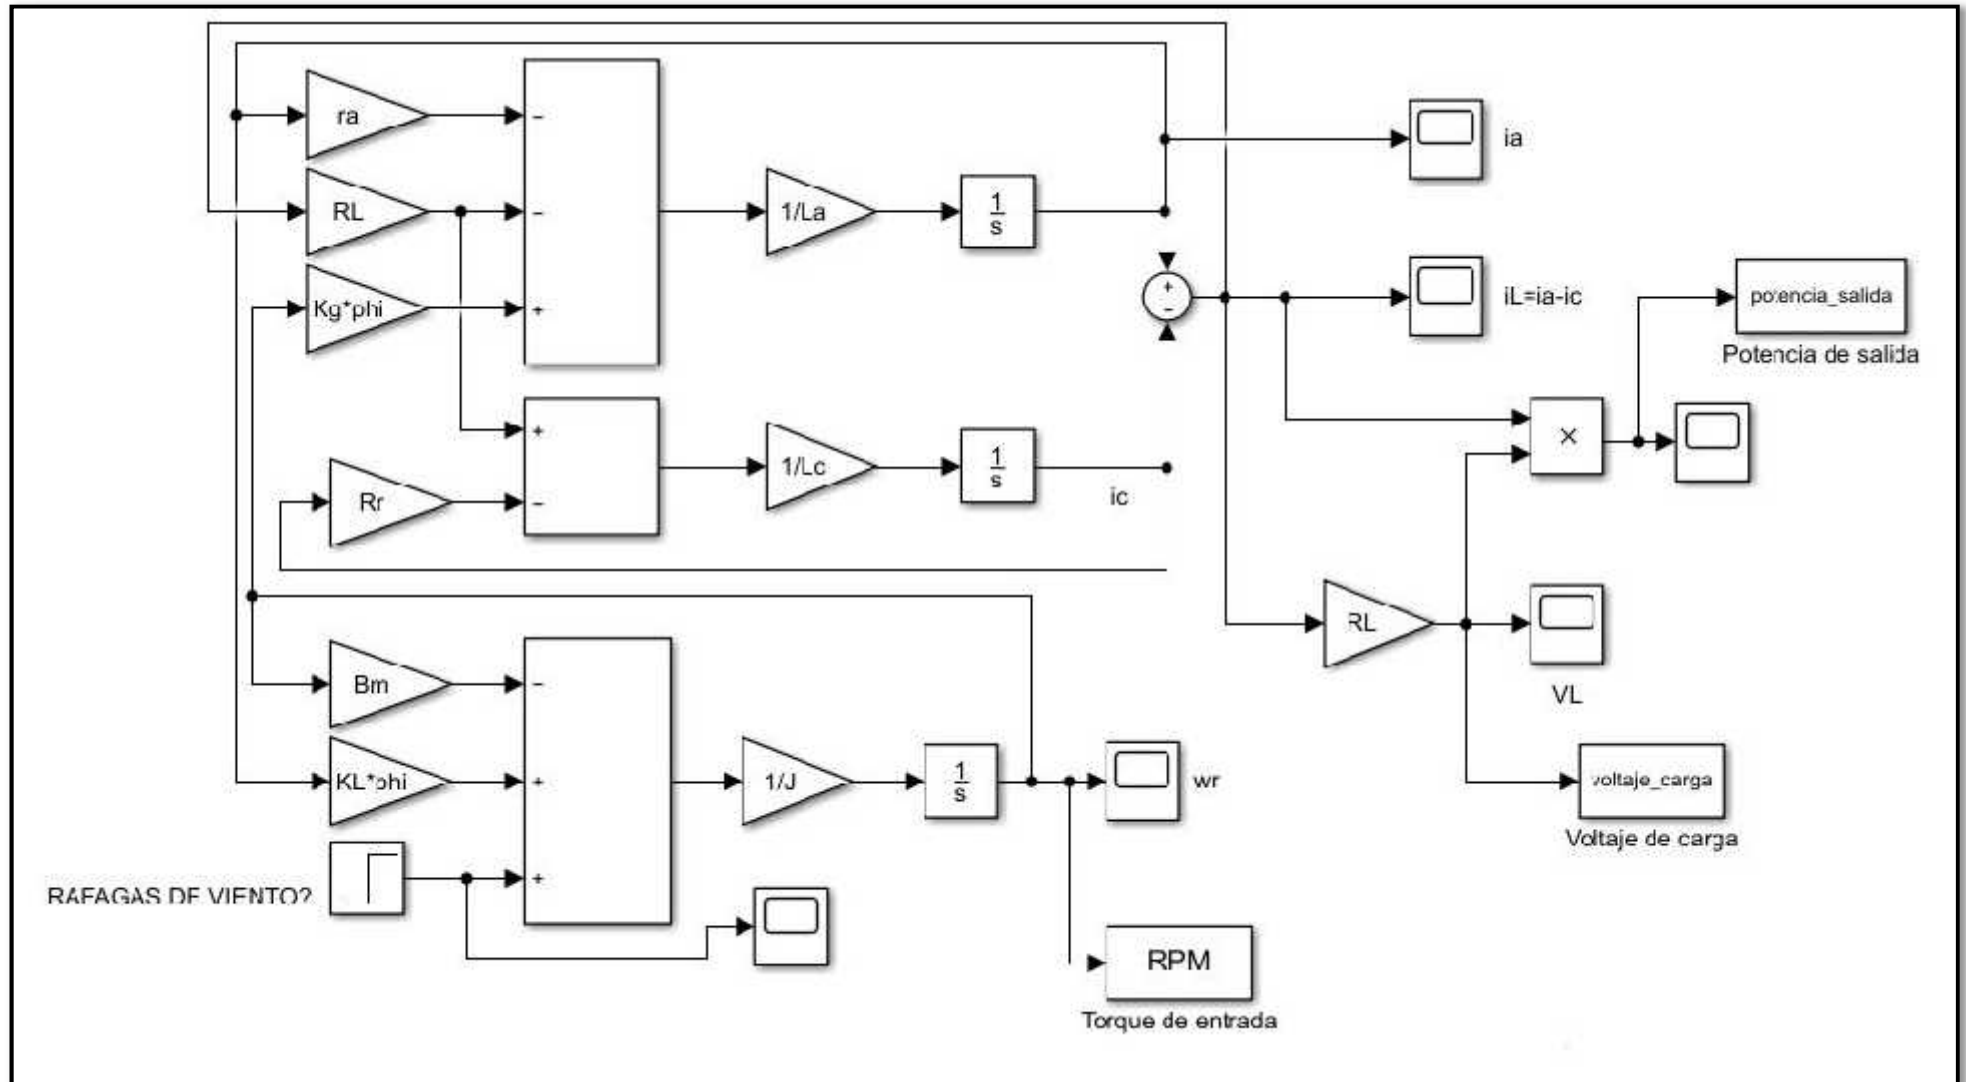 ra
-
RL
-
1/La
1
s
Kg*phi
+
ia
+
-
iL=ia-ic
potencia_salida
Potencia de salida
+
1/Lc
1
s
ic
Rr
-
×
RL
VL
Bm
-
KL*phi
+
1/J
1
s
wr
voltaje_carga
Voltaje de carga
RAFAGAS DE VIENTO?
+
RPM
Torque de entrada